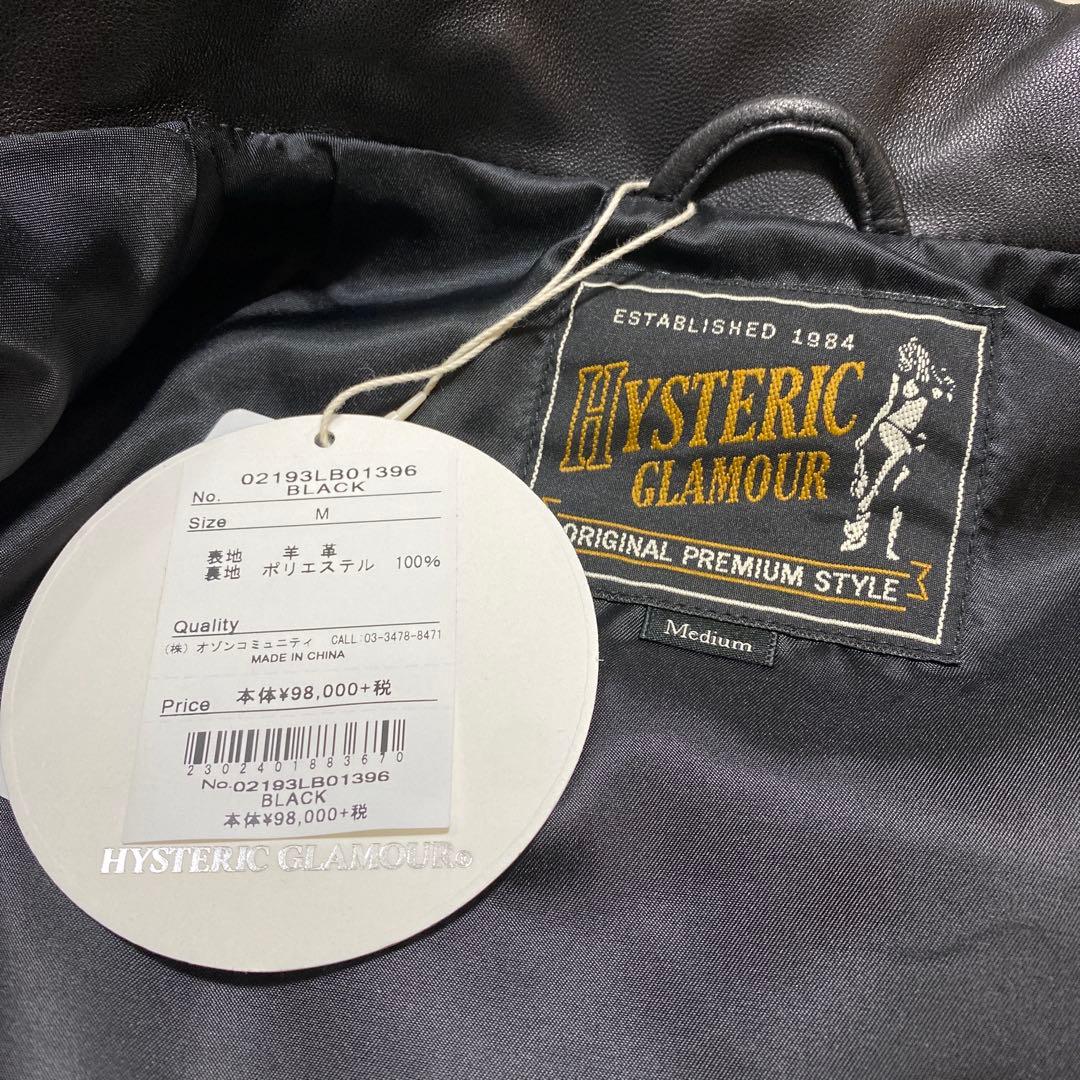 No. 02193LB01396
BLACK
Size M
表地 羊革
裏地 ポリエステル 100%
Quality
(株) オゾンコミュニティ CALL:03-3478-8471
MADE IN CHINA
Price 本体¥98,000+税
2302401883670
No.02193LB01396
BLACK
本体¥98,000+税
HYSTERIC GLAMOUR®
ESTABLISHED 1984
HYSTERIC
GLAMOUR
ORIGINAL PREMIUM STYLE
Medium